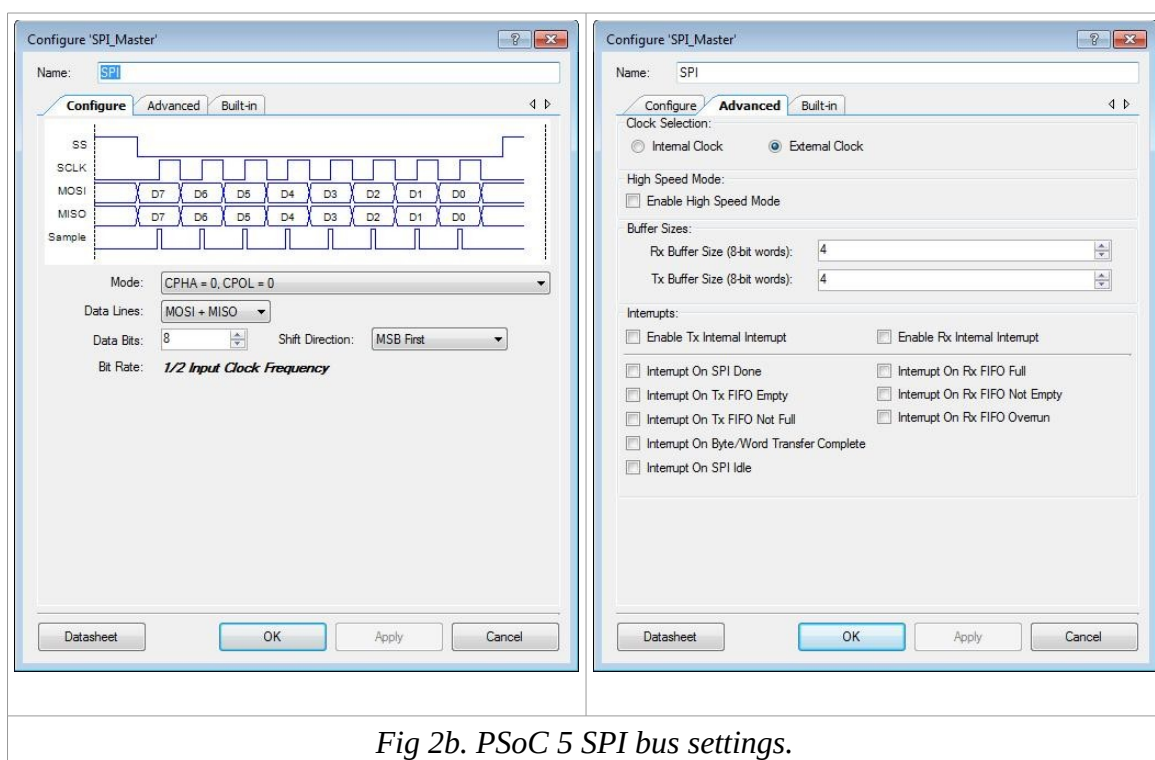 Configure 'SPI_Master'
Name: SPI
Configure Advanced Built-in
SS
SCLK
MOSI D7 D6 D5 D4 D3 D2 D1 D0
MISO D7 D6 D5 D4 D3 D2 D1 D0
Sample
Mode: CPHA = 0, CPOL = 0
Data Lines: MOSI + MISO
Data Bits: 8 Shift Direction: MSB First
Bit Rate: 1/2 Input Clock Frequency
Datasheet OK Apply Cancel
Configure 'SPI_Master'
Name: SPI
Configure Advanced Built-in
Clock Selection:
Internal Clock External Clock
High Speed Mode:
Enable High Speed Mode
Buffer Sizes:
Rx Buffer Size (8-bit words): 4
Tx Buffer Size (8-bit words): 4
Interrupts:
Enable Tx Internal Interrupt Enable Rx Internal Interrupt
Interrupt On SPI Done Interrupt On Rx FIFO Full
Interrupt On Tx FIFO Empty Interrupt On Rx FIFO Not Empty
Interrupt On Tx FIFO Not Full Interrupt On Rx FIFO Overrun
Interrupt On Byte/Word Transfer Complete
Interrupt On SPI Idle
Datasheet OK Apply Cancel
Fig 2b. PSoC 5 SPI bus settings.